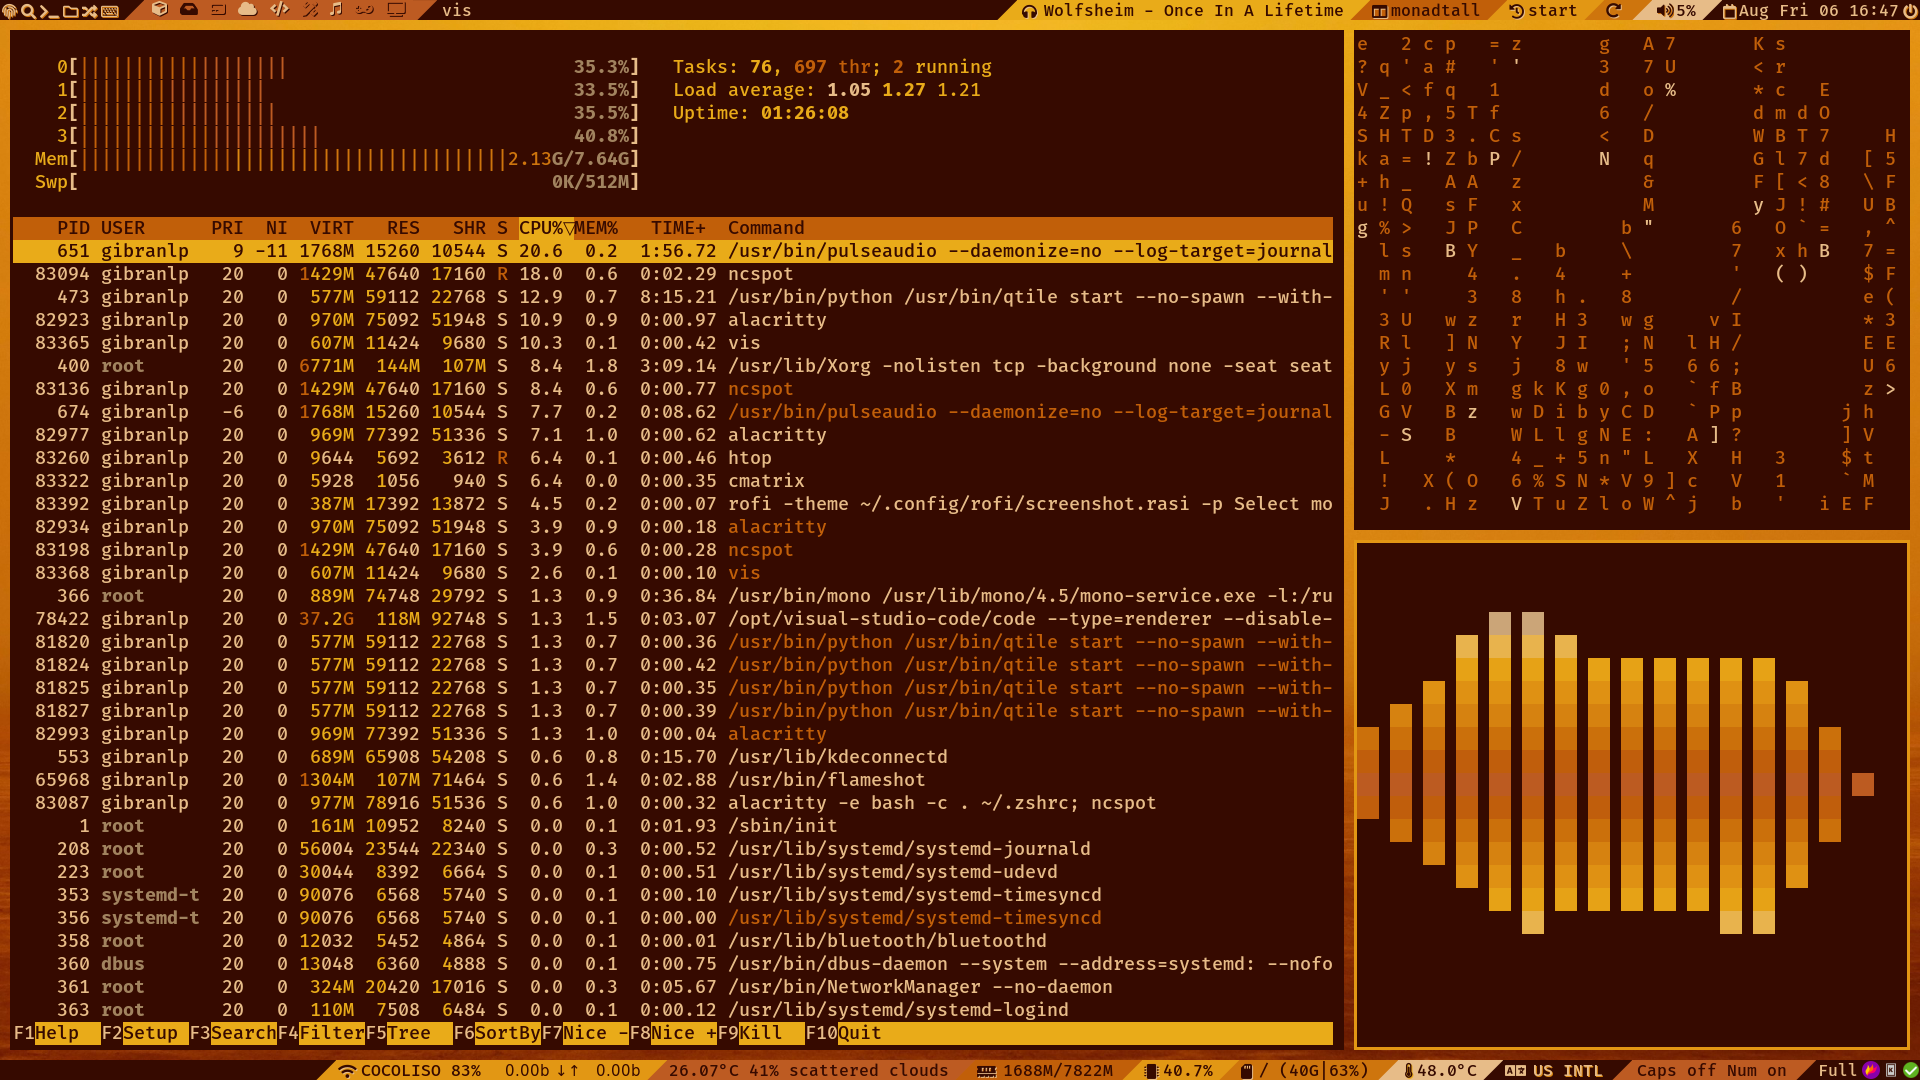 vis
Wolfsheim - Once In A Lifetime
monadtall
start
5%
Aug Fri 06 16:47
0[ 35.3%]
1[ 33.5%]
2[ 35.5%]
3[ 40.8%]
Mem[ 2.13G/7.64G]
Swp[ 0K/512M]
Tasks: 76, 697 thr; 2 running
Load average: 1.05 1.27 1.21
Uptime: 01:26:08
PID USER PRI NI VIRT RES SHR S CPU%▽MEM% TIME+ Command
651 gibranlp 9 -11 1768M 15260 10544 S 20.6 0.2 1:56.72 /usr/bin/pulseaudio --daemonize=no --log-target=journal
83094 gibranlp 20 0 1429M 47640 17160 R 18.0 0.6 0:02.29 ncspot
473 gibranlp 20 0 577M 59112 22768 S 12.9 0.7 8:15.21 /usr/bin/python /usr/bin/qtile start --no-spawn --with-
82923 gibranlp 20 0 970M 75092 51948 S 10.9 0.9 0:00.97 alacritty
83365 gibranlp 20 0 607M 11424 9680 S 10.3 0.1 0:00.42 vis
400 root 20 0 6771M 144M 107M S 8.4 1.8 3:09.14 /usr/lib/Xorg -nolisten tcp -background none -seat seat
83136 gibranlp 20 0 1429M 47640 17160 S 8.4 0.6 0:00.77 ncspot
674 gibranlp -6 0 1768M 15260 10544 S 7.7 0.2 0:08.62 /usr/bin/pulseaudio --daemonize=no --log-target=journal
82977 gibranlp 20 0 969M 77392 51336 S 7.1 1.0 0:00.62 alacritty
83260 gibranlp 20 0 9644 5692 3612 R 6.4 0.1 0:00.46 htop
83322 gibranlp 20 0 5928 1056 940 S 6.4 0.0 0:00.35 cmatrix
83392 gibranlp 20 0 387M 17392 13872 S 4.5 0.2 0:00.07 rofi -theme ~/.config/rofi/screenshot.rasi -p Select mo
82934 gibranlp 20 0 970M 75092 51948 S 3.9 0.9 0:00.18 alacritty
83198 gibranlp 20 0 1429M 47640 17160 S 3.9 0.6 0:00.28 ncspot
83368 gibranlp 20 0 607M 11424 9680 S 2.6 0.1 0:00.10 vis
366 root 20 0 889M 74748 29792 S 1.3 0.9 0:36.84 /usr/bin/mono /usr/lib/mono/4.5/mono-service.exe -l:/ru
78422 gibranlp 20 0 37.2G 118M 92748 S 1.3 1.5 0:03.07 /opt/visual-studio-code/code --type=renderer --disable-
81820 gibranlp 20 0 577M 59112 22768 S 1.3 0.7 0:00.36 /usr/bin/python /usr/bin/qtile start --no-spawn --with-
81824 gibranlp 20 0 577M 59112 22768 S 1.3 0.7 0:00.42 /usr/bin/python /usr/bin/qtile start --no-spawn --with-
81825 gibranlp 20 0 577M 59112 22768 S 1.3 0.7 0:00.35 /usr/bin/python /usr/bin/qtile start --no-spawn --with-
81827 gibranlp 20 0 577M 59112 22768 S 1.3 0.7 0:00.39 /usr/bin/python /usr/bin/qtile start --no-spawn --with-
82993 gibranlp 20 0 969M 77392 51336 S 1.3 1.0 0:00.04 alacritty
553 gibranlp 20 0 689M 65908 54208 S 0.6 0.8 0:15.70 /usr/lib/kdeconnectd
65968 gibranlp 20 0 1304M 107M 71464 S 0.6 1.4 0:02.88 /usr/bin/flameshot
83087 gibranlp 20 0 977M 78916 51536 S 0.6 1.0 0:00.32 alacritty -e bash -c . ~/.zshrc; ncspot
1 root 20 0 161M 10952 8240 S 0.0 0.1 0:01.93 /sbin/init
208 root 20 0 56004 23544 22340 S 0.0 0.3 0:00.52 /usr/lib/systemd/systemd-journald
223 root 20 0 30044 8392 6664 S 0.0 0.1 0:00.51 /usr/lib/systemd/systemd-udevd
353 systemd-t 20 0 90076 6568 5740 S 0.0 0.1 0:00.10 /usr/lib/systemd/systemd-timesyncd
356 systemd-t 20 0 90076 6568 5740 S 0.0 0.1 0:00.00 /usr/lib/systemd/systemd-timesyncd
358 root 20 0 12032 5452 4864 S 0.0 0.1 0:00.01 /usr/lib/bluetooth/bluetoothd
360 dbus 20 0 13048 6360 4888 S 0.0 0.1 0:00.75 /usr/bin/dbus-daemon --system --address=systemd: --nofo
361 root 20 0 324M 20420 17016 S 0.0 0.3 0:05.67 /usr/bin/NetworkManager --no-daemon
363 root 20 0 110M 7508 6484 S 0.0 0.1 0:00.12 /usr/lib/systemd/systemd-logind
F1Help F2Setup F3SearchF4FilterF5Tree F6SortByF7Nice -F8Nice +F9Kill F10Quit
COCOLISO 83% 0.00b ↓↑ 0.00b
26.07°C 41% scattered clouds
1688M/7822M
40.7%
/ (40G|63%)
48.0°C
US INTL
Caps off Num on
Full